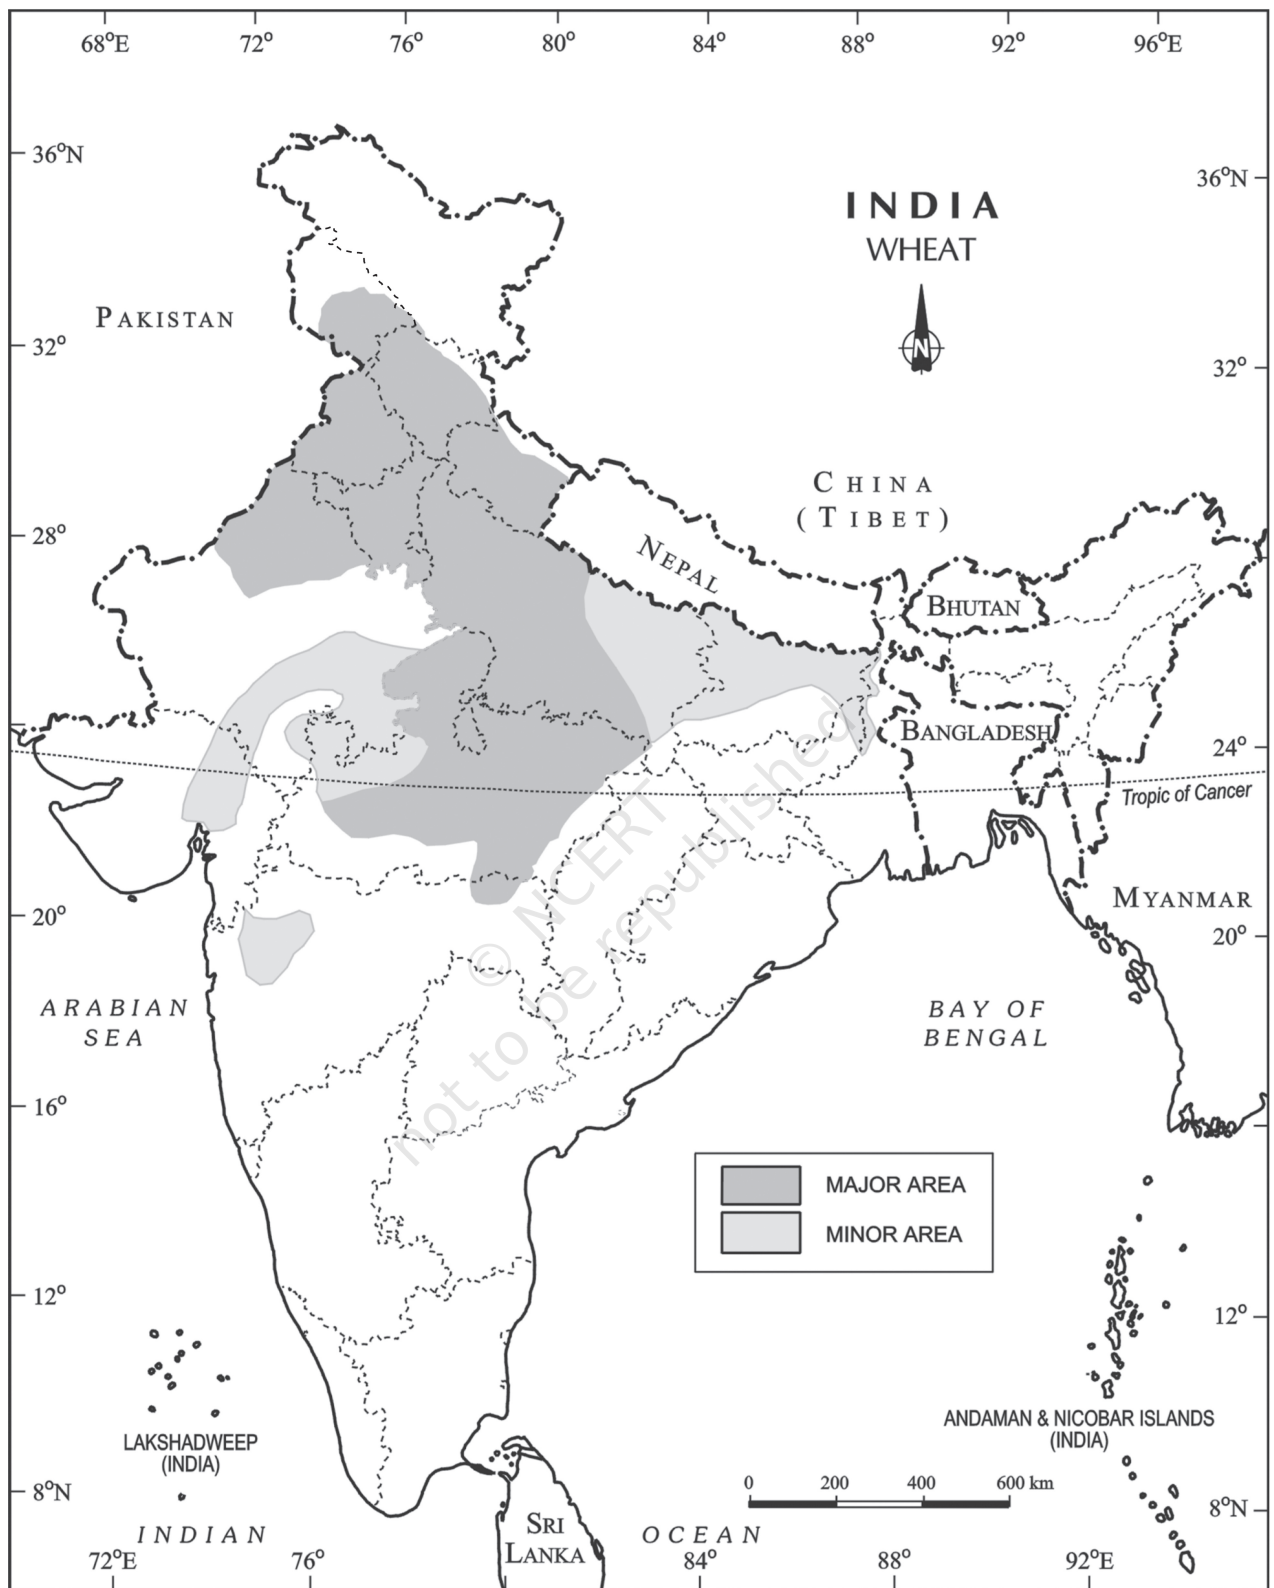 68°E 72° 76° 80° 84° 88° 92° 96°E
36°N
36°N
INDIA
WHEAT
N
PAKISTAN
32°
32°
CHINA
(TIBET)
28°
NEPAL
BHUTAN
BANGLADESH
24°
Tropic of Cancer
© NCERT
not to be republished
MYANMAR
20°
20°
ARABIAN
SEA
BAY OF
BENGAL
16°
MAJOR AREA
MINOR AREA
12°
12°
ANDAMAN & NICOBAR ISLANDS
(INDIA)
LAKSHADWEEP
(INDIA)
0 200 400 600 km
8°N
8°N
INDIAN
SRI
LANKA
OCEAN
72°E 76° 84° 88° 92°E